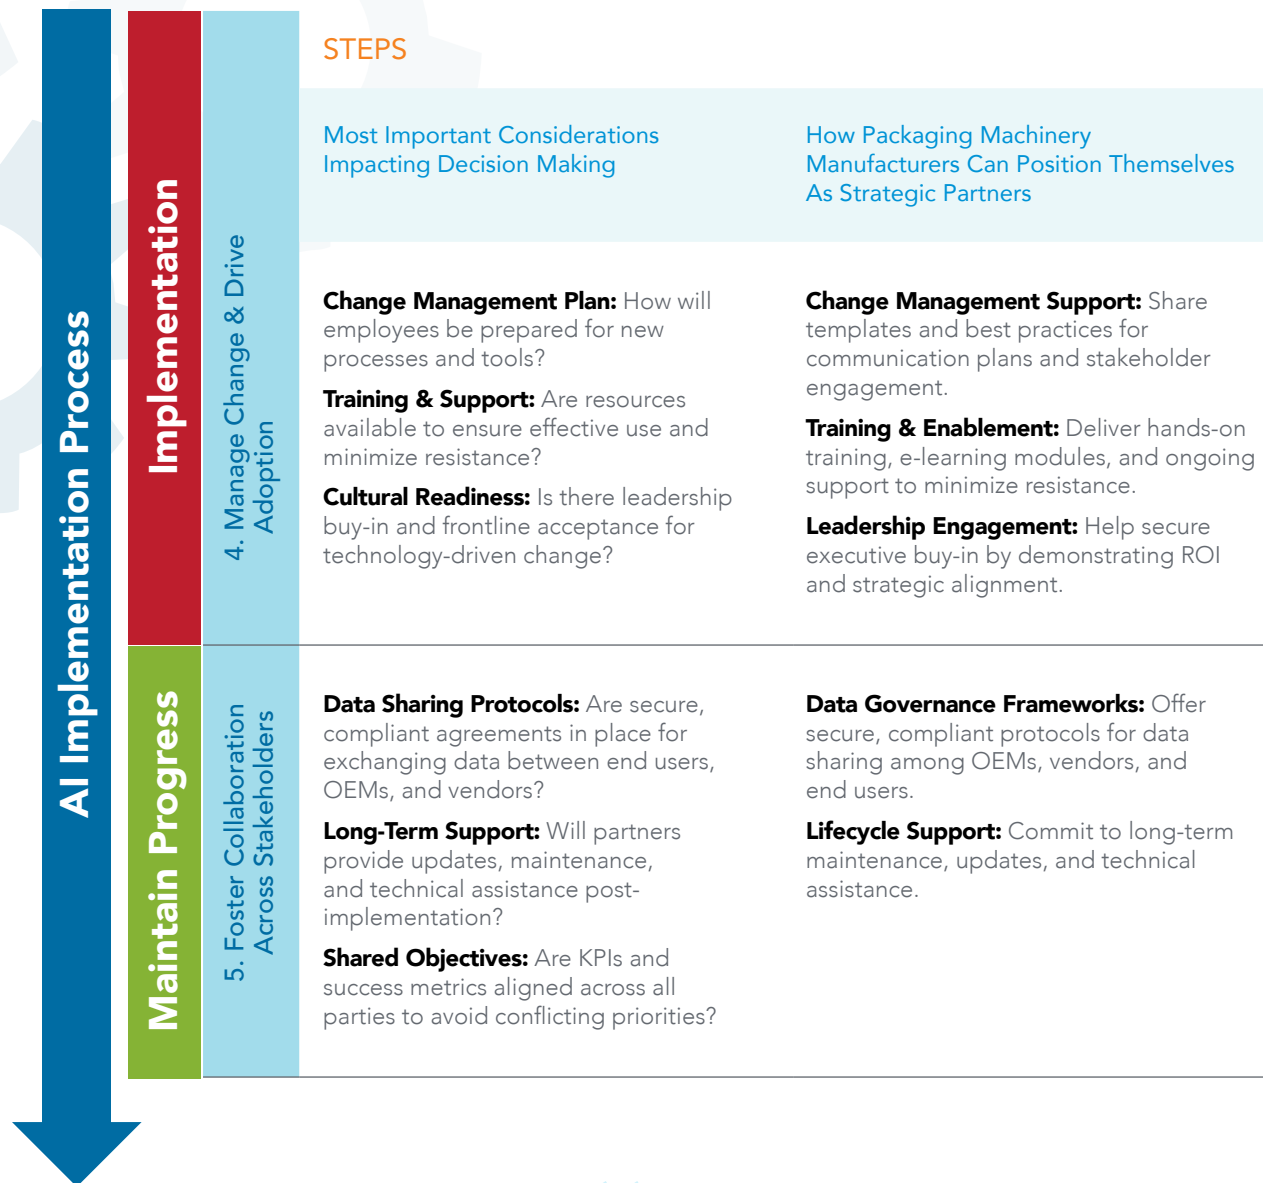 AI Implementation Process
Implementation
Maintain Progress
4. Manage Change & Drive
Adoption
5. Foster Collaboration
Across Stakeholders
STEPS
Most Important Considerations
Impacting Decision Making
How Packaging Machinery
Manufacturers Can Position Themselves
As Strategic Partners
Change Management Plan: How will
employees be prepared for new
processes and tools?
Training & Support: Are resources
available to ensure effective use and
minimize resistance?
Cultural Readiness: Is there leadership
buy-in and frontline acceptance for
technology-driven change?
Change Management Support: Share
templates and best practices for
communication plans and stakeholder
engagement.
Training & Enablement: Deliver hands-on
training, e-learning modules, and ongoing
support to minimize resistance.
Leadership Engagement: Help secure
executive buy-in by demonstrating ROI
and strategic alignment.
Data Sharing Protocols: Are secure,
compliant agreements in place for
exchanging data between end users,
OEMs, and vendors?
Long-Term Support: Will partners
provide updates, maintenance,
and technical assistance post-
implementation?
Shared Objectives: Are KPIs and
success metrics aligned across all
parties to avoid conflicting priorities?
Data Governance Frameworks: Offer
secure, compliant protocols for data
sharing among OEMs, vendors, and
end users.
Lifecycle Support: Commit to long-term
maintenance, updates, and technical
assistance.